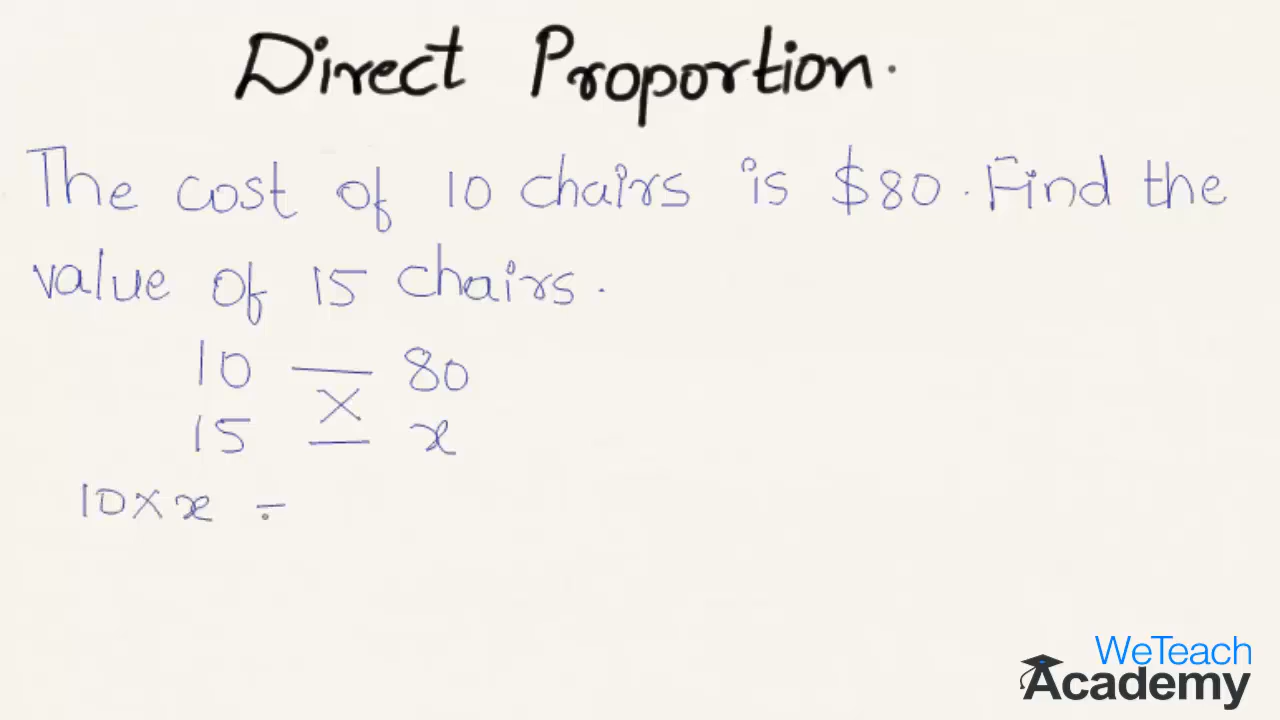 Direct Proportion.
The cost of 10 chairs is $80. Find the
value of 15 chairs.
10 — 80
X
15 — x
10 × x =
WeTeach
Academy